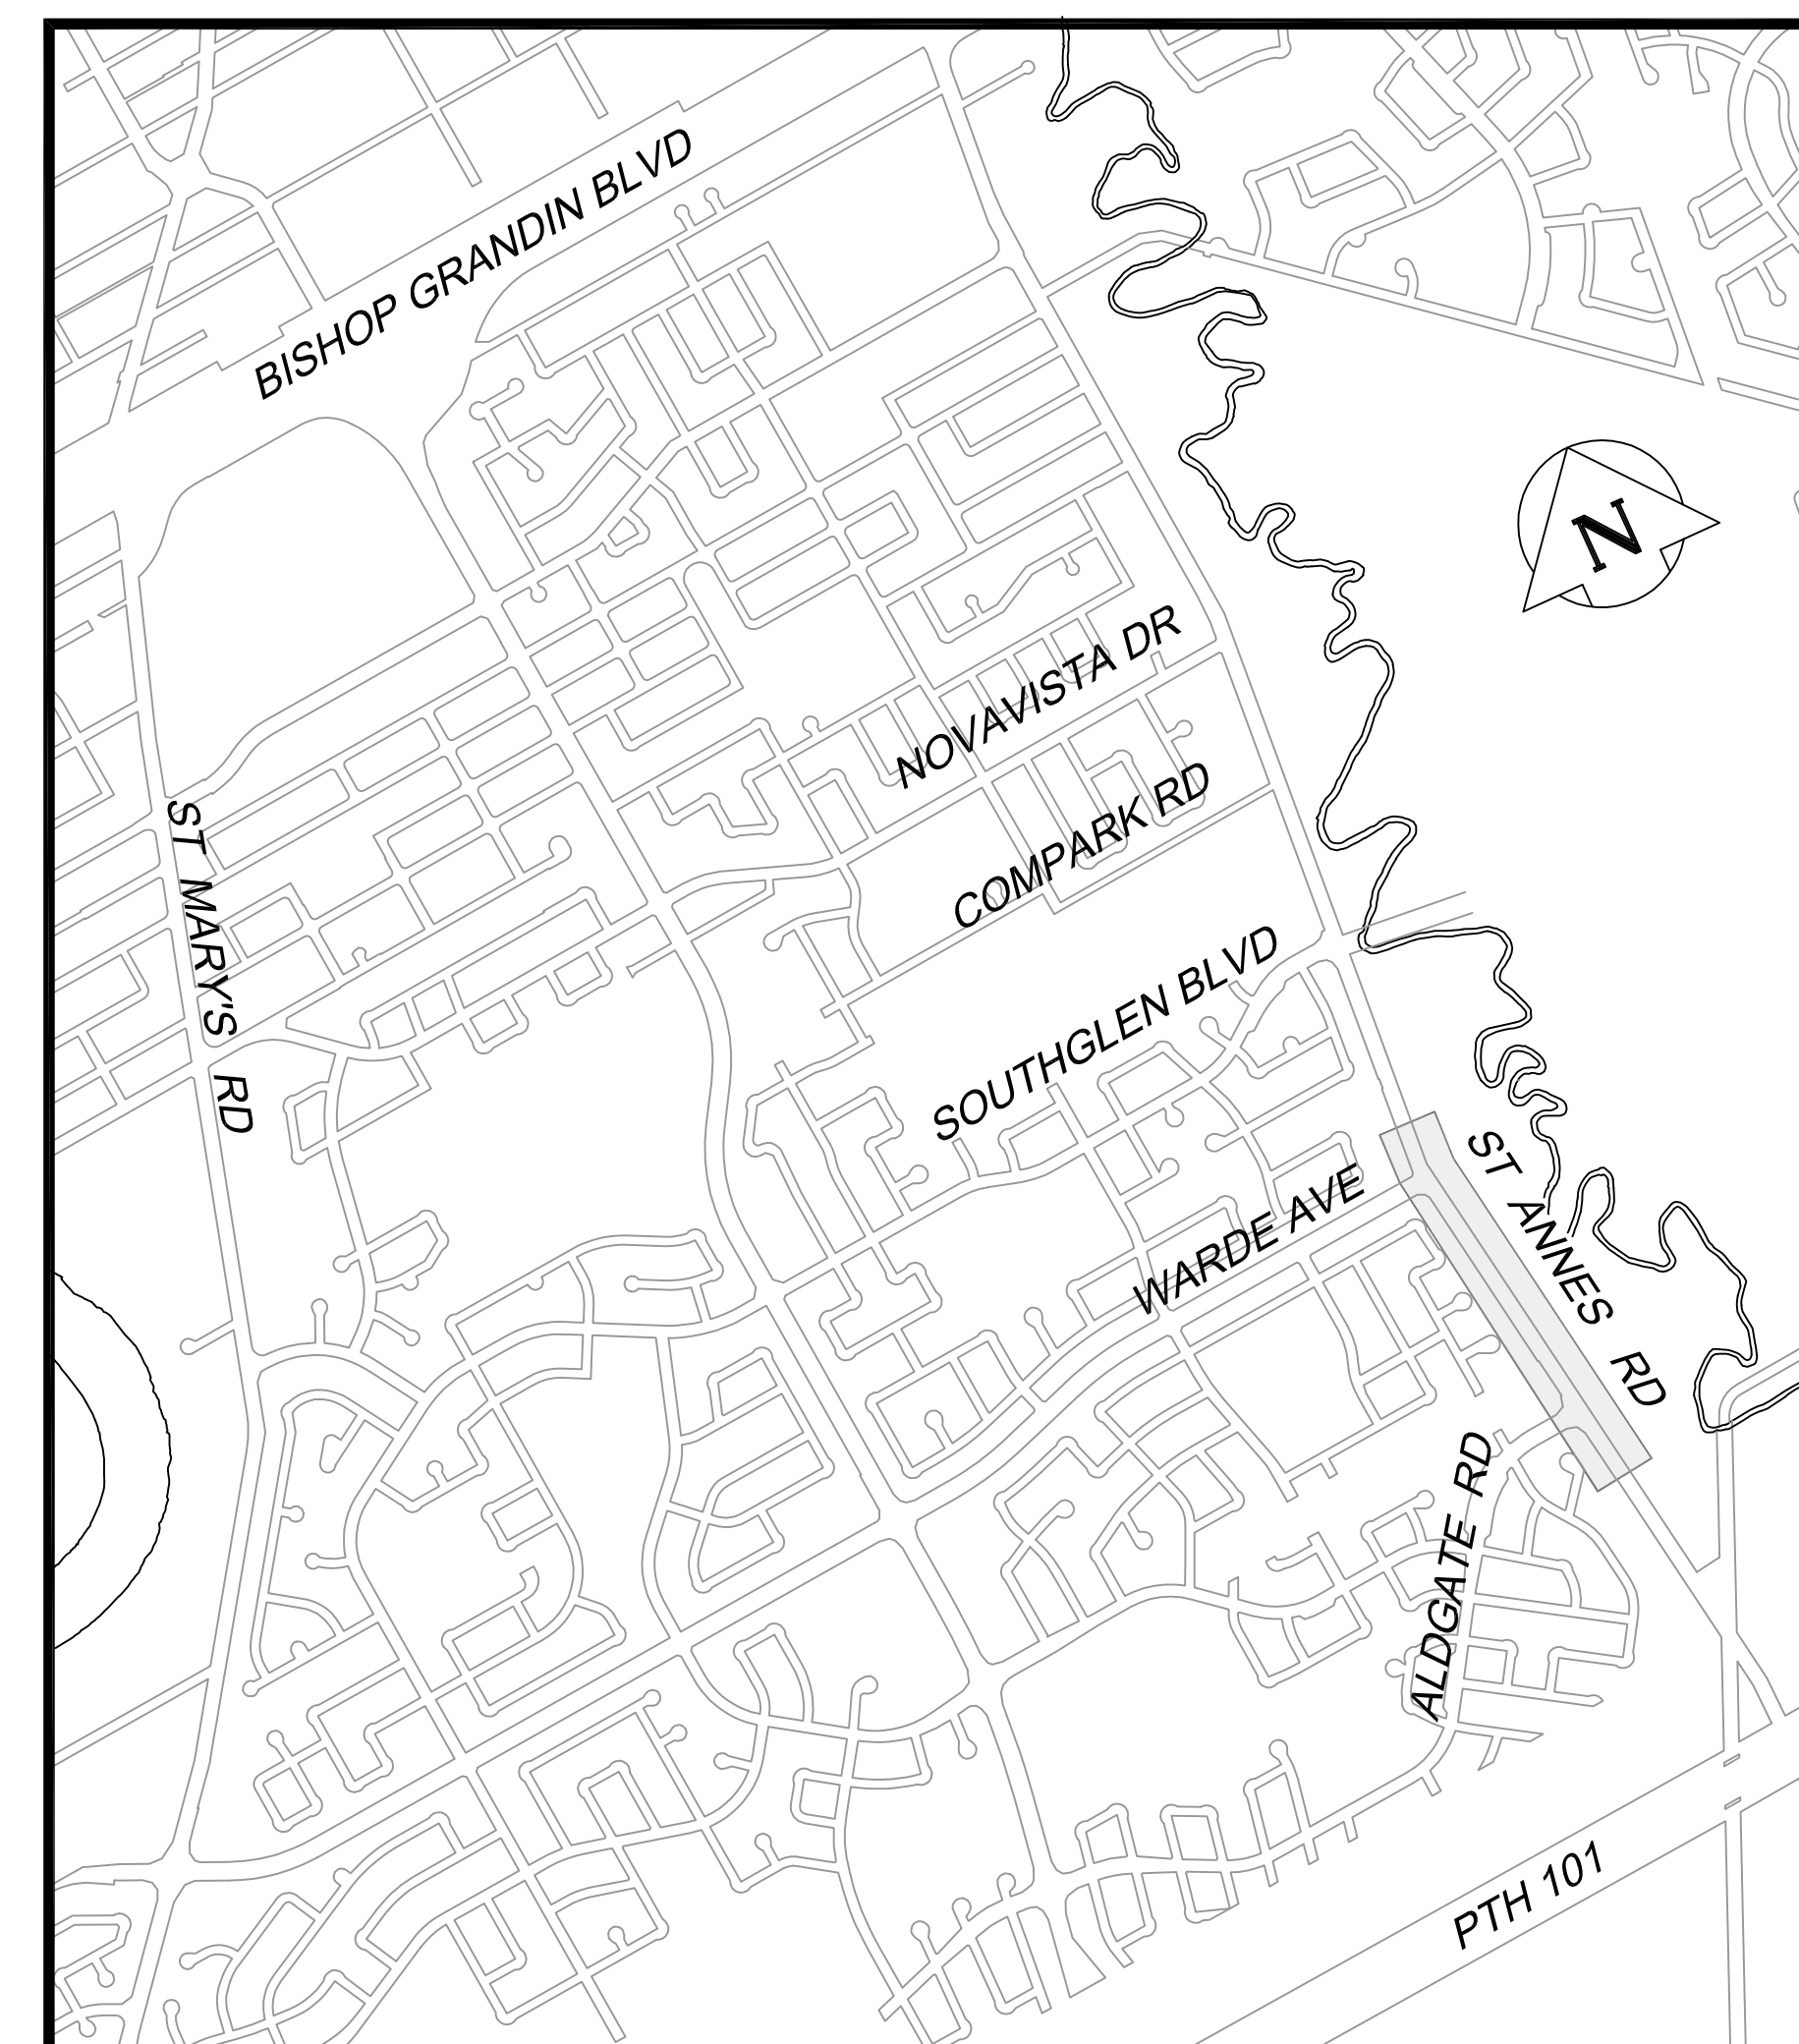 BISHOP GRANDIN BLVD
N
NOVAVISTA DR
COMPARK RD
ST MARY'S RD
SOUTHGLEN BLVD
ST ANNES RD
WARDE AVE
ALDGATE RD
PTH 101